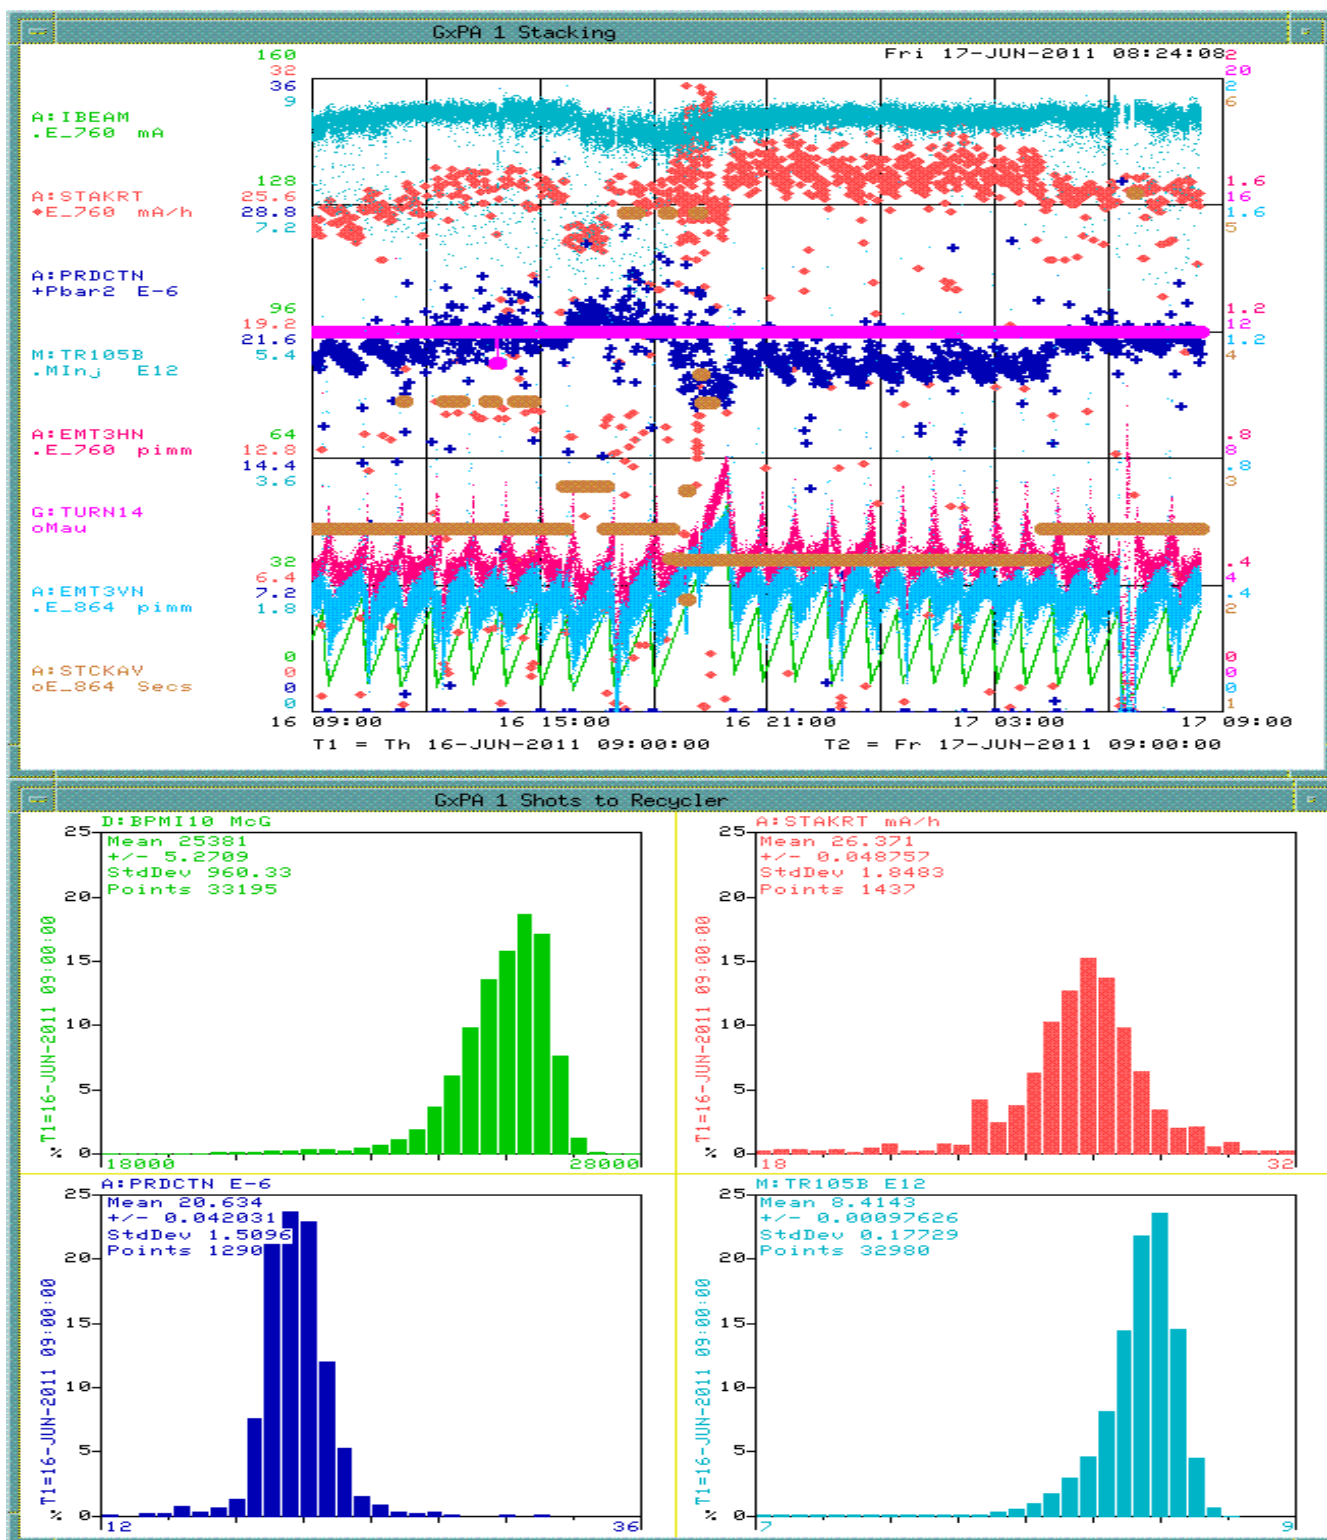 GxPA 1 Stacking
Fri 17-JUN-2011 08:24:08
160
32
36
9
2
20
2
6
A:IBEAM
.E_760 mA
A:STAKRT
♦E_760 mA/h
128
25.6
28.8
7.2
1.6
16
1.6
5
A:PRDCTN
+Pbar2 E-6
96
19.2
21.6
5.4
1.2
12
1.2
4
M:TR105B
.MInj E12
A:EMT3HN
.E_760 pimm
64
12.8
14.4
3.6
.8
8
.8
3
G:TURN14
oMau
32
6.4
7.2
1.8
.4
4
.4
2
A:EMT3VN
.E_864 pimm
A:STCKAV
oE_864 Secs
0
0
0
0
0
0
0
1
16 09:00 16 15:00 16 21:00 17 03:00 17 09:00
T1 = Th 16-JUN-2011 09:00:00 T2 = Fr 17-JUN-2011 09:00:00
GxPA 1 Shots to Recycler
D:BPMI10 McG
Mean 25381
+/- 5.2709
StdDev 960.33
Points 33195
25
20
15
10
5
% 0
T1=16-JUN-2011 09:00:00
18000 28000
A:STAKRT mA/h
Mean 26.371
+/- 0.048757
StdDev 1.8483
Points 1437
25
20
15
10
5
% 0
T1=16-JUN-2011 09:00:00
18 32
A:PRDCTN E-6
Mean 20.634
+/- 0.042031
StdDev 1.5096
Points 1290
25
20
15
10
5
% 0
T1=16-JUN-2011 09:00:00
12 36
M:TR105B E12
Mean 8.4143
+/- 0.00097626
StdDev 0.17729
Points 32980
25
20
15
10
5
% 0
T1=16-JUN-2011 09:00:00
7 9